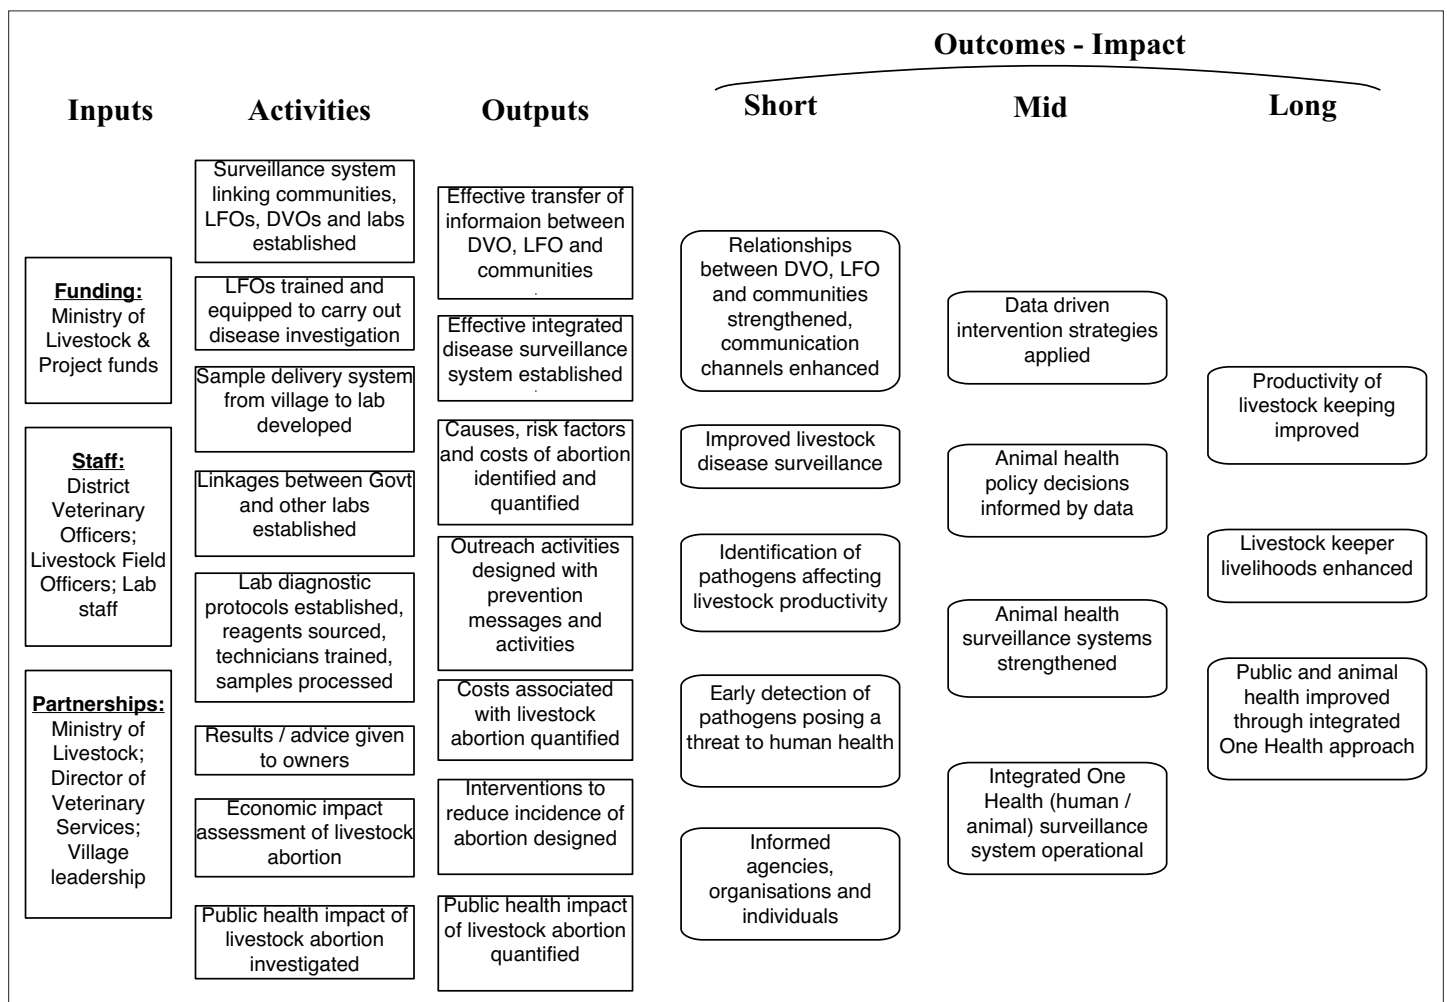 Outcomes - Impact
Inputs
Activities
Outputs
Short
Mid
Long
Funding:
Ministry of
Livestock &
Project funds
Staff:
District
Veterinary
Officers;
Livestock Field
Officers; Lab
staff
Partnerships:
Ministry of
Livestock;
Director of
Veterinary
Services;
Village
leadership
Surveillance system
linking communities,
LFOs, DVOs and labs
established
LFOs trained and
equipped to carry out
disease investigation
Sample delivery system
from village to lab
developed
Linkages between Govt
and other labs
established
Lab diagnostic
protocols established,
reagents sourced,
technicians trained,
samples processed
Results / advice given
to owners
Economic impact
assessment of livestock
abortion
Public health impact of
livestock abortion
investigated
Effective transfer of
informaion between
DVO, LFO and
communities
.
Effective integrated
disease surveillance
system established
.
Causes, risk factors
and costs of abortion
identified and
quantified
Outreach activities
designed with
prevention
messages and
activities
Costs associated
with livestock
abortion quantified
Interventions to
reduce incidence of
abortion designed
Public health impact
of livestock abortion
quantified
Relationships
between DVO, LFO
and communities
strengthened,
communication
channels enhanced
Improved livestock
disease surveillance
Identification of
pathogens affecting
livestock productivity
Early detection of
pathogens posing a
threat to human health
Informed
agencies,
organisations and
individuals
Data driven
intervention strategies
applied
Animal health
policy decisions
informed by data
Animal health
surveillance systems
strengthened
Integrated One
Health (human /
animal) surveillance
system operational
Productivity of
livestock keeping
improved
Livestock keeper
livelihoods enhanced
Public and animal
health improved
through integrated
One Health approach